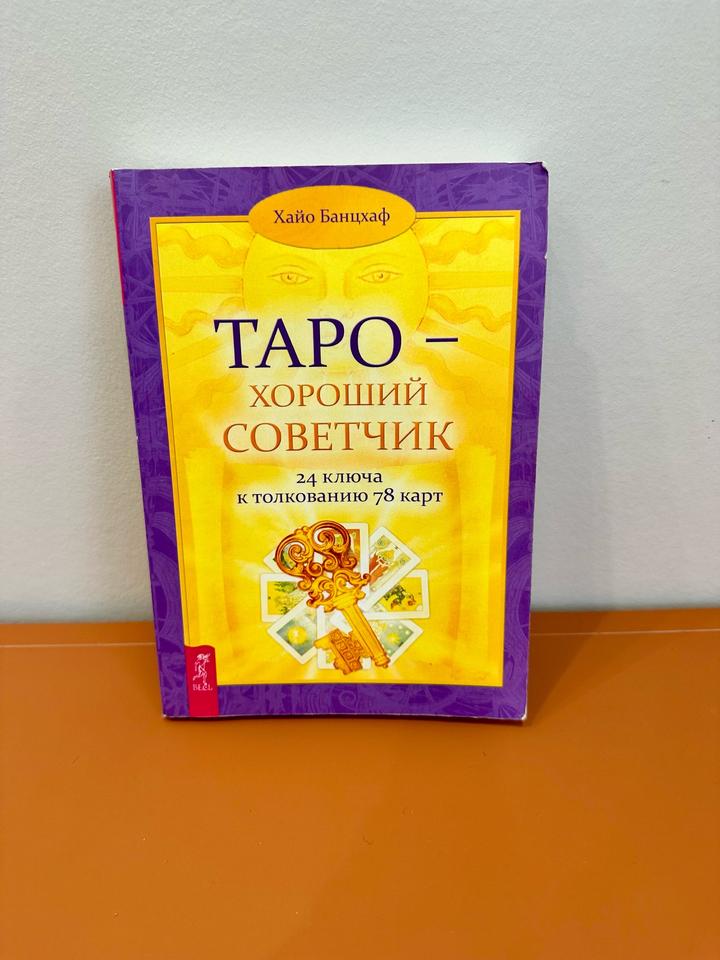 Хайо Банцхаф
ТАРО –
ХОРОШИЙ
СОВЕТЧИК
24 ключа
к толкованию 78 карт